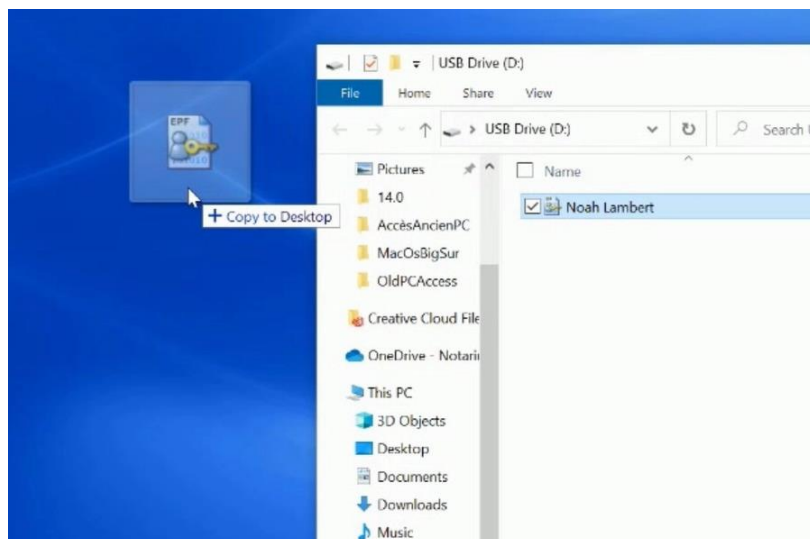 USB Drive (D:)
File Home Share View
USB Drive (D:) Search
EPF
Copy to Desktop
Pictures
14.0
AccèsAncienPC
MacOsBigSur
OldPCAccess
Creative Cloud File
OneDrive - Notari
This PC
3D Objects
Desktop
Documents
Downloads
Music
Name
Noah Lambert